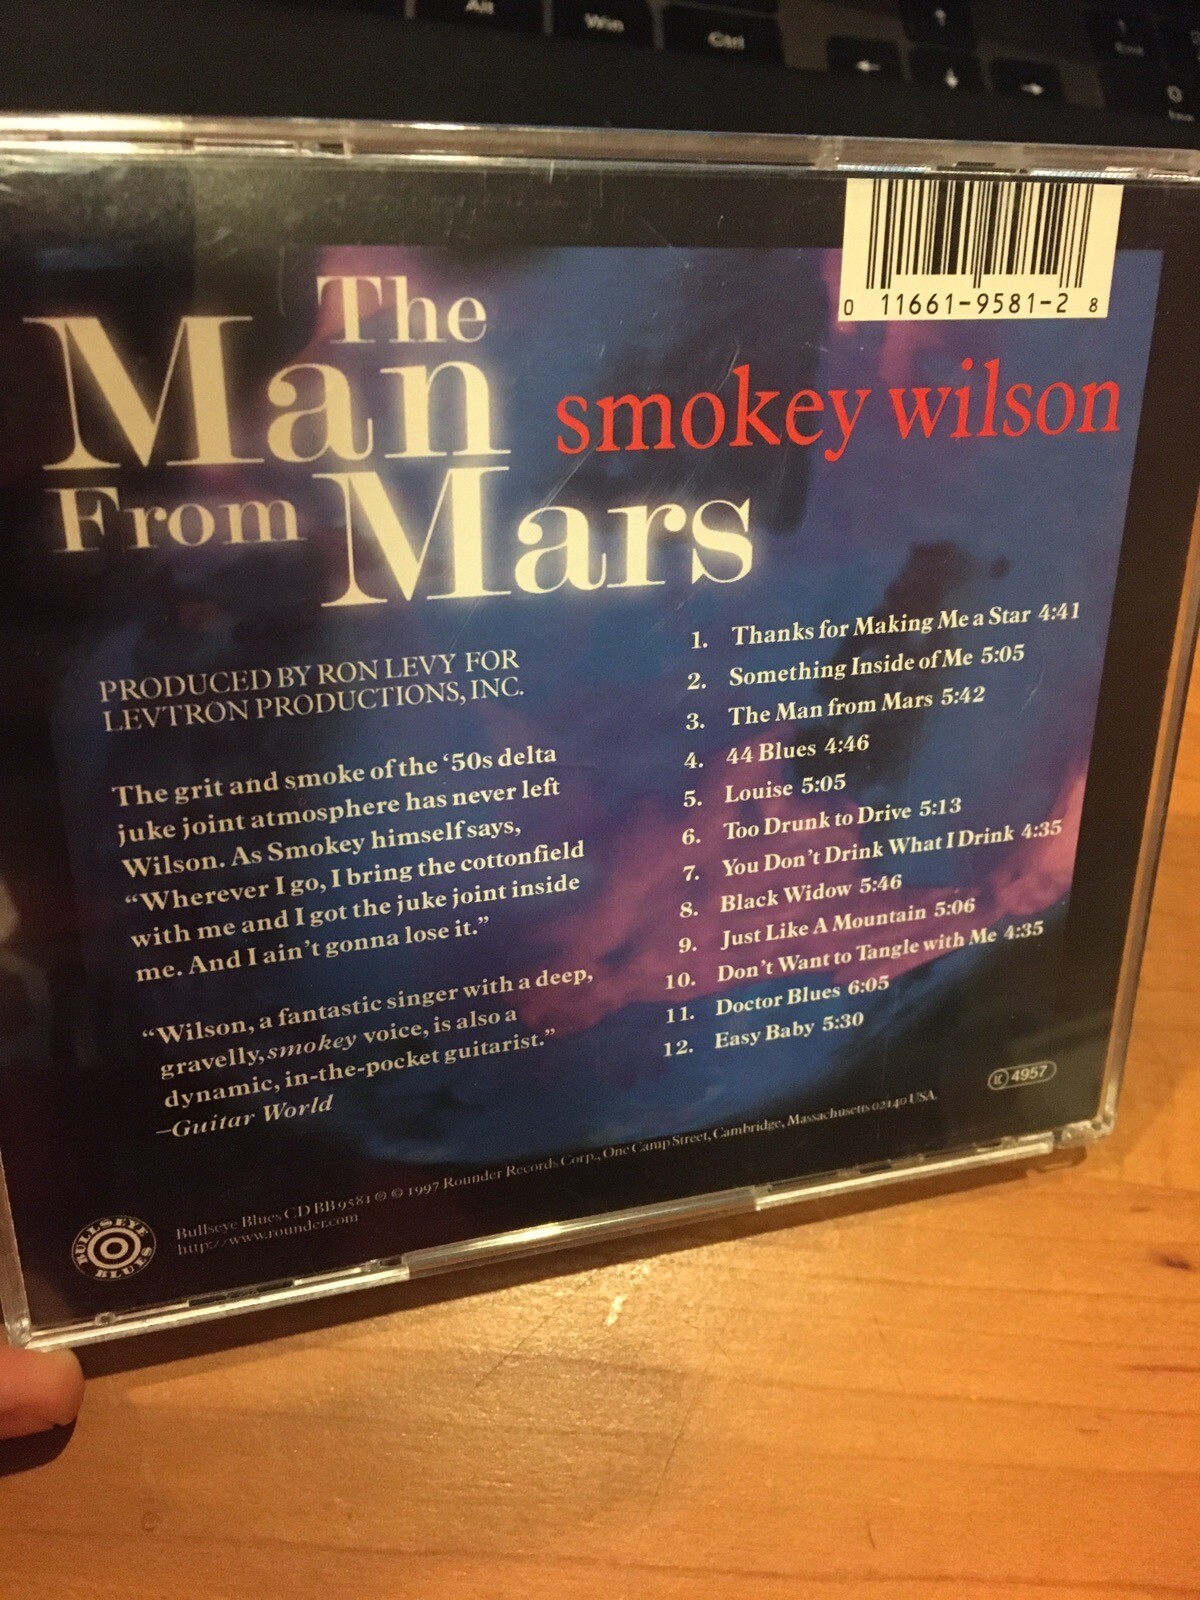 Alt
Win
Ctrl
↑
←
↓
→
End
0 11661-9581-2 8
The
Man
From Mars
smokey wilson
PRODUCED BY RON LEVY FOR
LEVTRON PRODUCTIONS, INC.
The grit and smoke of the ‘50s delta
juke joint atmosphere has never left
Wilson. As Smokey himself says,
“Wherever I go, I bring the cottonfield
with me and I got the juke joint inside
me. And I ain’t gonna lose it.”
“Wilson, a fantastic singer with a deep,
gravelly, smokey voice, is also a
dynamic, in-the-pocket guitarist.”
–Guitar World
1. Thanks for Making Me a Star 4:41
2. Something Inside of Me 5:05
3. The Man from Mars 5:42
4. 44 Blues 4:46
5. Louise 5:05
6. Too Drunk to Drive 5:13
7. You Don’t Drink What I Drink 4:35
8. Black Widow 5:46
9. Just Like A Mountain 5:06
10. Don’t Want to Tangle with Me 4:35
11. Doctor Blues 6:05
12. Easy Baby 5:30
4957
BULLSEYE
BLUES
Bullseye Blues CD BB 9581 ℗ © 1997 Rounder Records Corp., One Camp Street, Cambridge, Massachusetts 02140 USA.
http://www.rounder.com